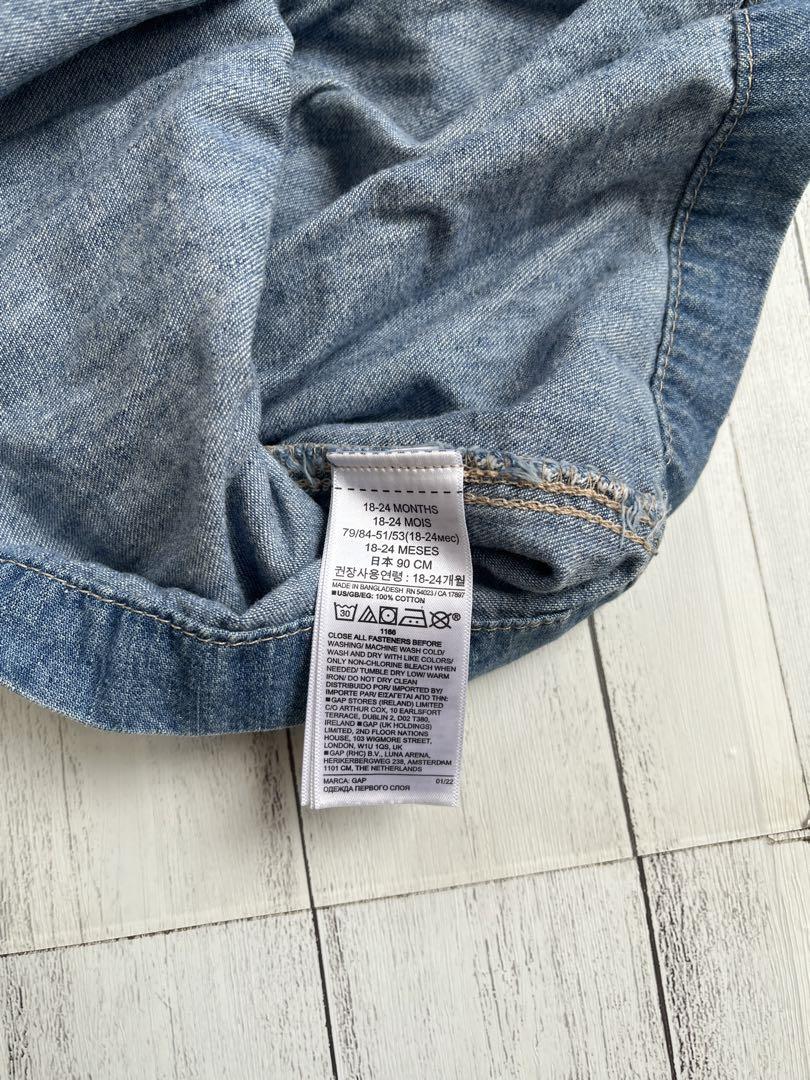 18-24 MONTHS
18-24 MOIS
79/84-51/53(18-24мес)
18-24 MESES
日本 90 CM
권장사용연령 : 18-24개월
MADE IN BANGLADESH RN 54023 / CA 17897
■US/GB/EG: 100% COTTON
30 ®
1166
CLOSE ALL FASTENERS BEFORE
WASHING/ MACHINE WASH COLD/
WASH AND DRY WITH LIKE COLORS/
ONLY NON-CHLORINE BLEACH WHEN
NEEDED/ TUMBLE DRY LOW/ WARM
IRON/ DO NOT DRY CLEAN
DISTRIBUIDO POR/ IMPORTED BY/
IMPORTE PAR/ ΕΙΣΑΓΕΤΑΙ ΑΠΟ ΤΗΝ:
■GAP STORES (IRELAND) LIMITED
C/O ARTHUR COX, 10 EARLSFORT
TERRACE, DUBLIN 2, D02 T380,
IRELAND ■GAP (UK HOLDINGS)
LIMITED, 2ND FLOOR NATIONS
HOUSE, 103 WIGMORE STREET,
LONDON, W1U 1QS, UK
■GAP (RHC) B.V., LUNA ARENA,
HERIKERBERGWEG 238, AMSTERDAM
1101 CM, THE NETHERLANDS
MARCA: GAP 01/22
ОДЕЖДА ПЕРВОГО СЛОЯ